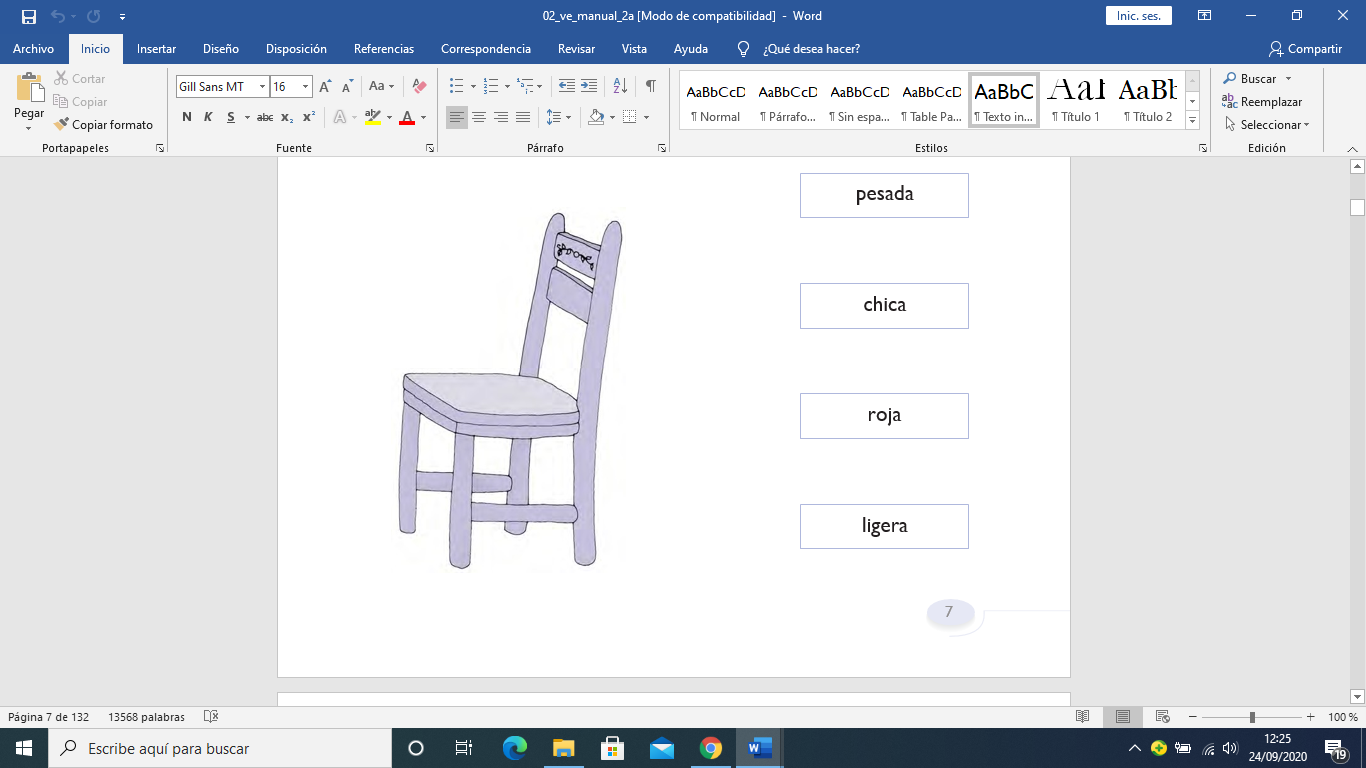 02_ve_manual_2a [Modo de compatibilidad] - Word
Inic. ses.
Archivo Inicio Insertar Diseño Disposición Referencias Correspondencia Revisar Vista Ayuda ¿Qué desea hacer? Compartir
Pegar
Cortar
Copiar
Copiar formato
Portapapeles
Gill Sans MT 16
N K S abc x₂ x²
Fuente
Párrafo
AaBbCcD AaBbCcD AaBbCcD AaBbCcD AaBbC AaI AaBb
¶ Normal ¶ Párrafo... ¶ Sin espa... ¶ Table Pa... ¶ Texto in... ¶ Título 1 ¶ Título 2
Estilos
Buscar
Reemplazar
Seleccionar
Edición
pesada
chica
roja
ligera
7
Página 7 de 132 13568 palabras 100 %
Escribe aquí para buscar
12:25
24/09/2020
19